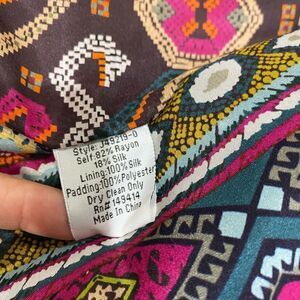 Style: J49219-0
Self:82% Rayon
18% Silk
Lining:100% Silk
Padding:100%Polyester
Dry Clean Only
Rn#149414
Made In China